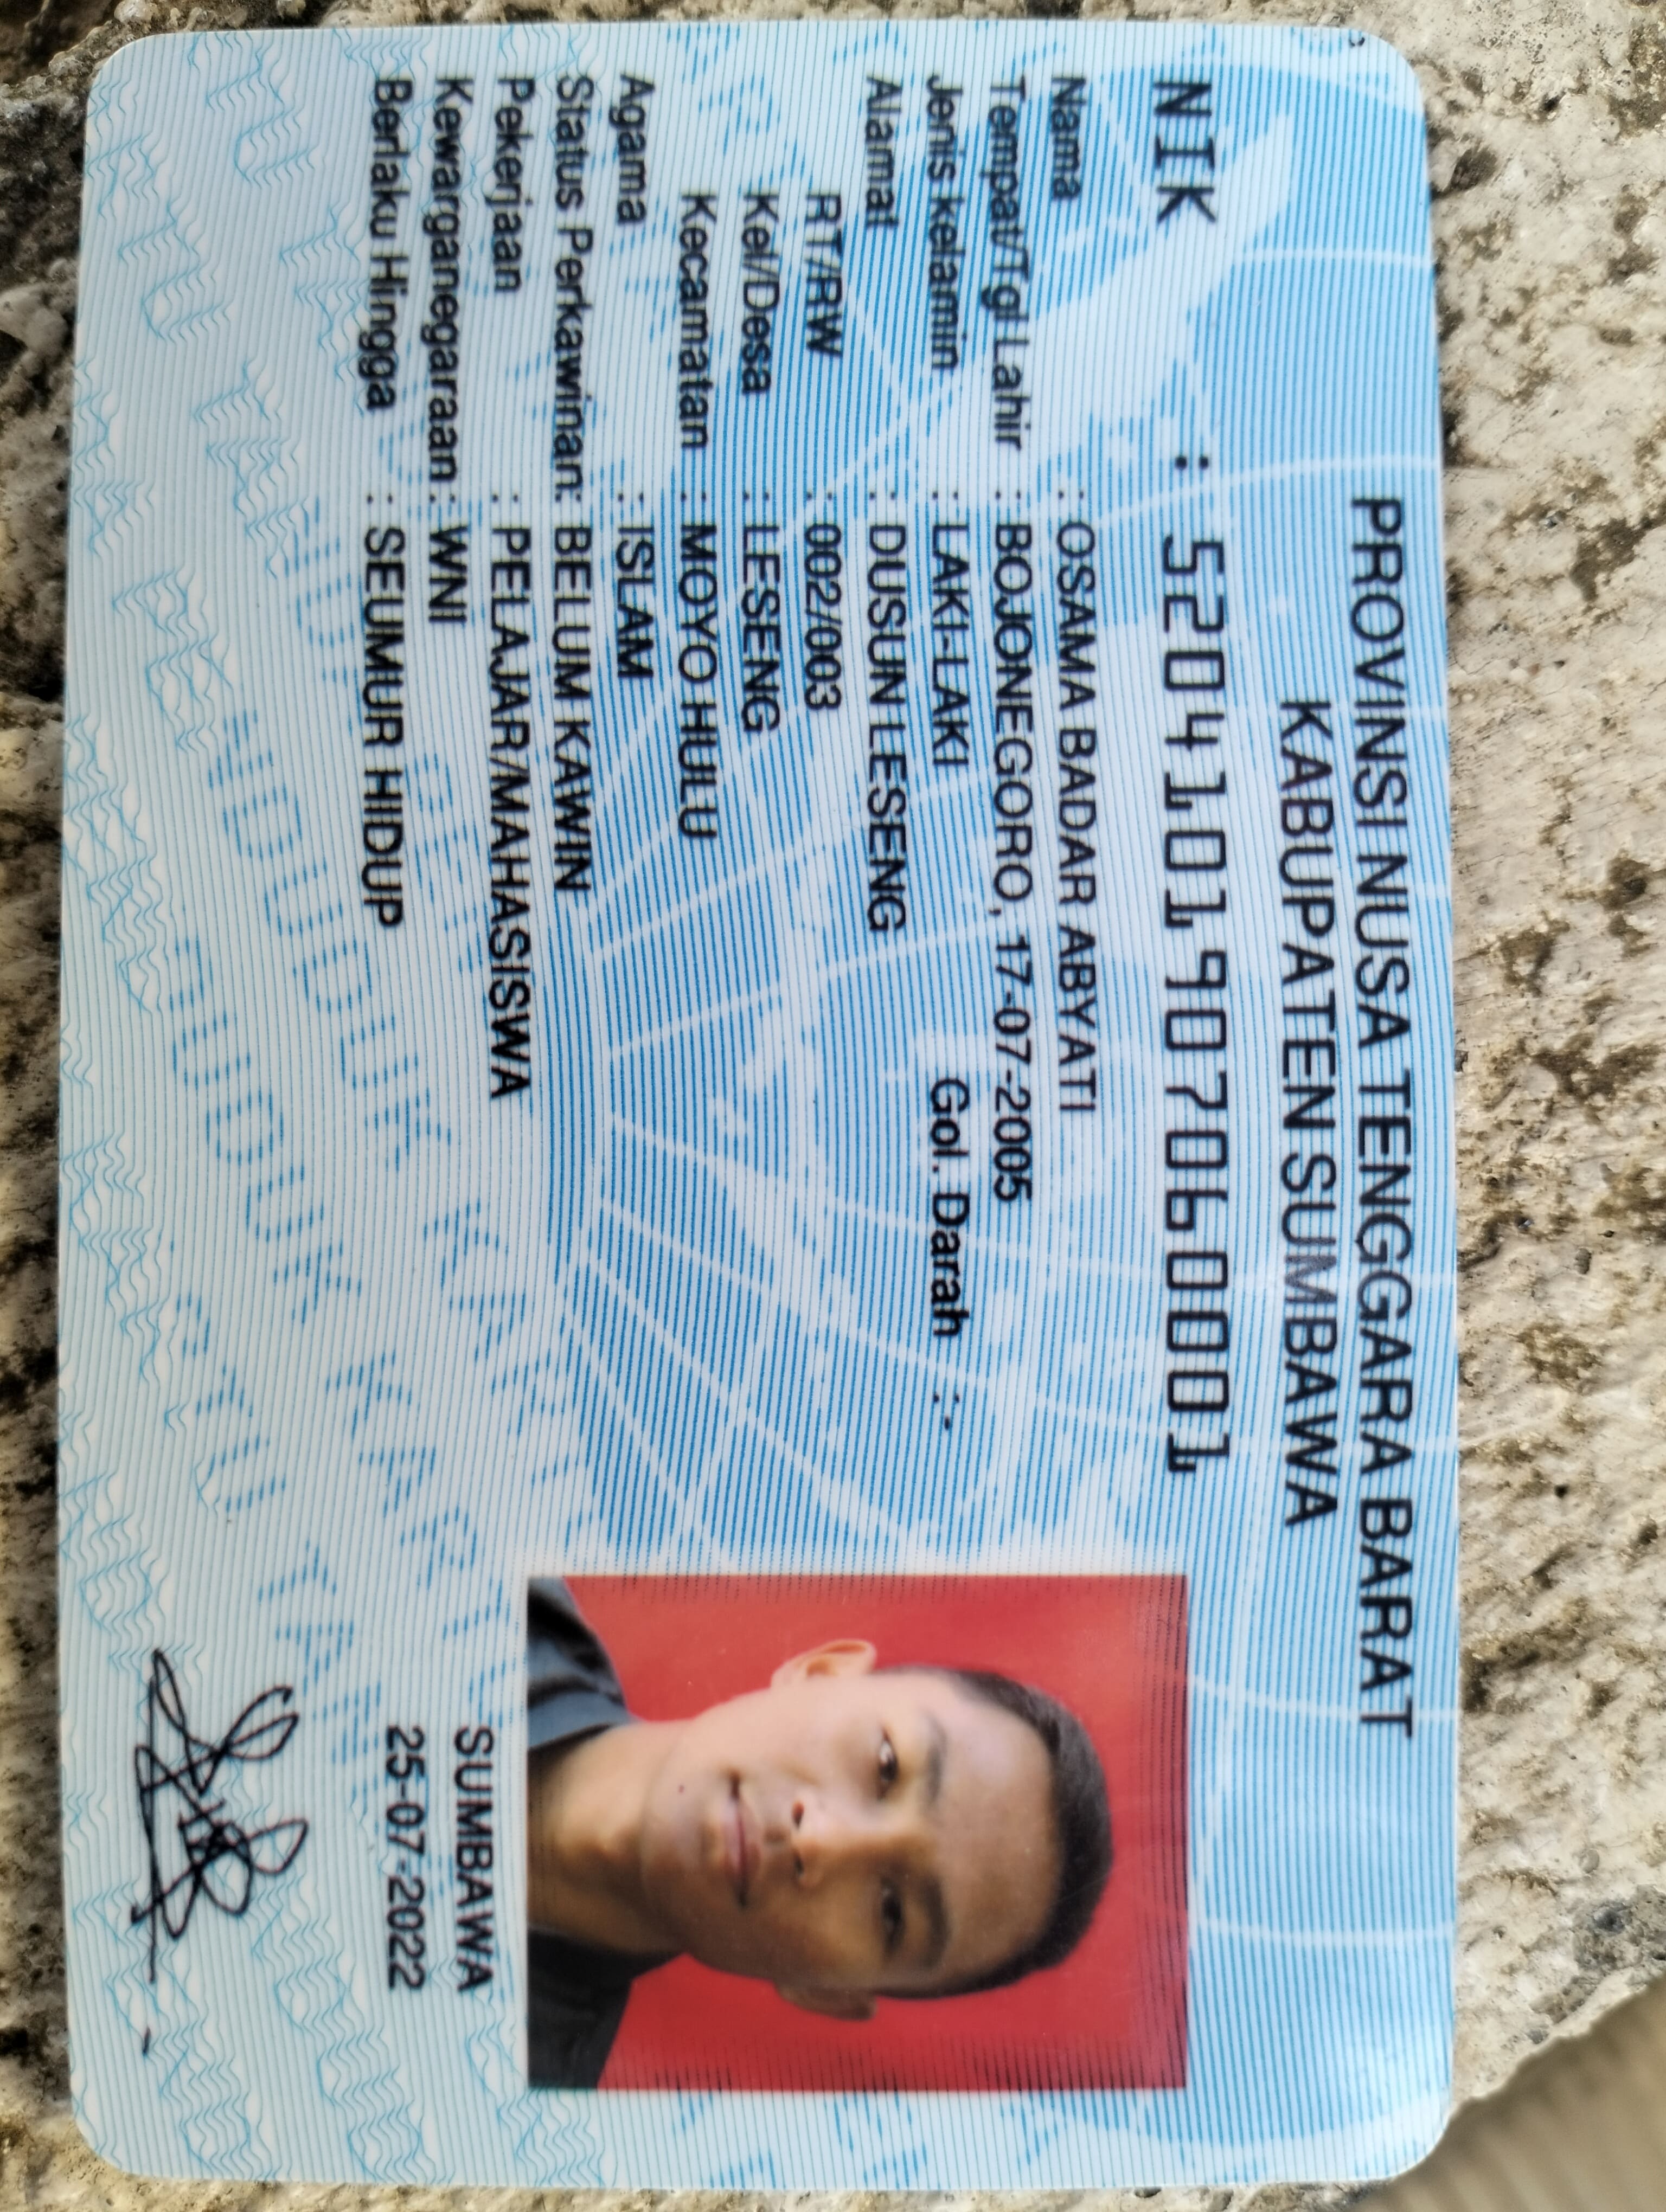 PROVINSI NUSA TENGGARA BARAT
KABUPATEN SUMBAWA
NIK : 5204101907060001
Nama : OSAMA BADAR ABYATI
Tempat/Tgl Lahir : BOJONEGORO, 17-07-2005
Jenis kelamin : LAKI-LAKI Gol. Darah :-
Alamat : DUSUN LESENG
RT/RW : 002/003
Kel/Desa : LESENG
Kecamatan : MOYO HULU
Agama : ISLAM
Status Perkawinan: BELUM KAWIN
Pekerjaan : PELAJAR/MAHASISWA
Kewarganegaraan : WNI
Berlaku Hingga : SEUMUR HIDUP
SUMBAWA
25-07-2022